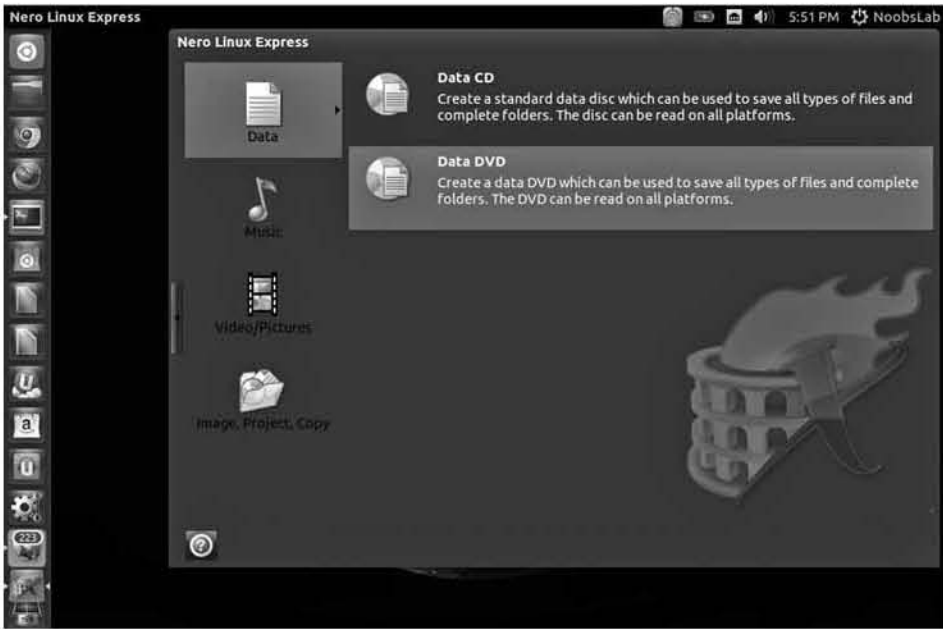 Nero Linux Express
5:51 PM NoobsLab
Nero Linux Express
Data
Music
Video/Pictures
Image, Project, Copy
Data CD
Create a standard data disc which can be used to save all types of files and
complete folders. The disc can be read on all platforms.
Data DVD
Create a data DVD which can be used to save all types of files and complete
folders. The DVD can be read on all platforms.
a
U
223
?